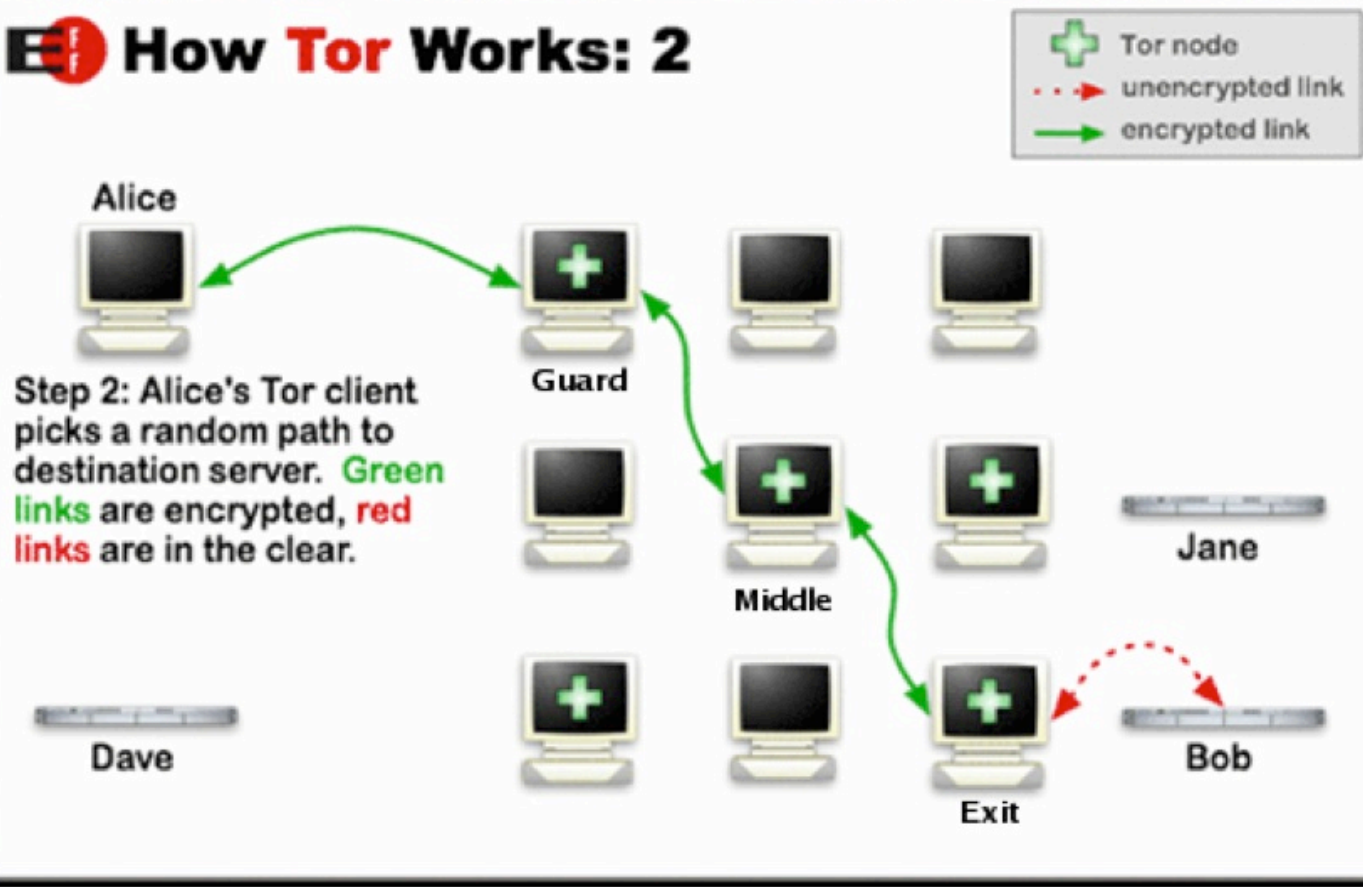 EFF How Tor Works: 2
Tor node
unencrypted link
encrypted link
Alice
Guard
Step 2: Alice's Tor client
picks a random path to
destination server. Green
links are encrypted, red
links are in the clear.
Middle
Jane
Dave
Bob
Exit